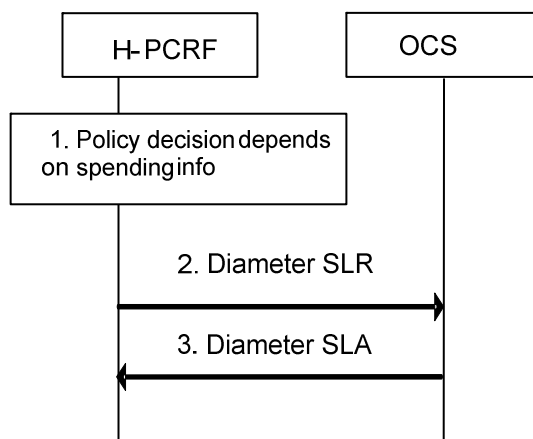 H-PCRF
OCS
1. Policy decision depends
on spending info
2. Diameter SLR
3. Diameter SLA